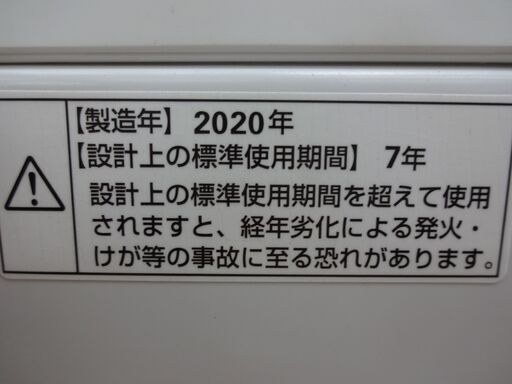 【製造年】 2020年
【設計上の標準使用期間】 7年
設計上の標準使用期間を超えて使用
されますと、経年劣化による発火・
けが等の事故に至る恐れがあります。